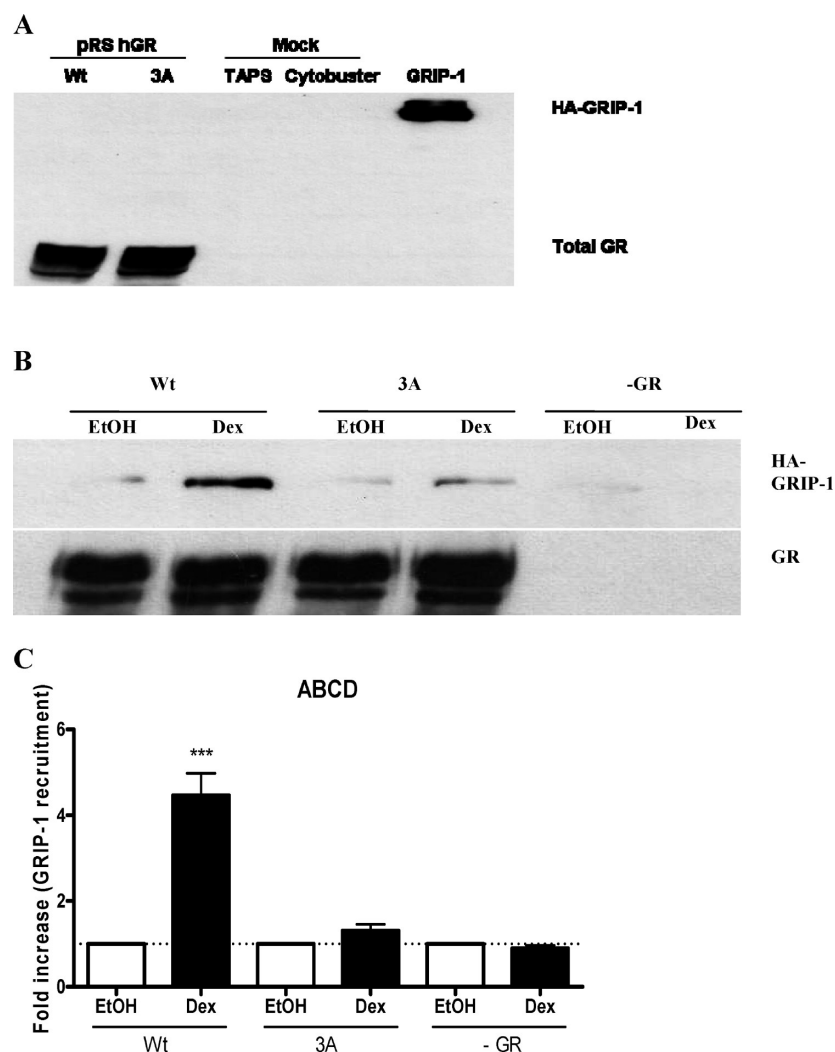 A
pRS hGR Mock
Wt 3A TAPS Cytobuster GRIP-1
HA-GRIP-1
Total GR
B
Wt 3A -GR
EtOH Dex EtOH Dex EtOH Dex
HA-
GRIP-1
GR
C
ABCD
Fold increase (GRIP-1 recruitment)
6
4
2
0
***
EtOH Dex EtOH Dex EtOH Dex
Wt 3A - GR